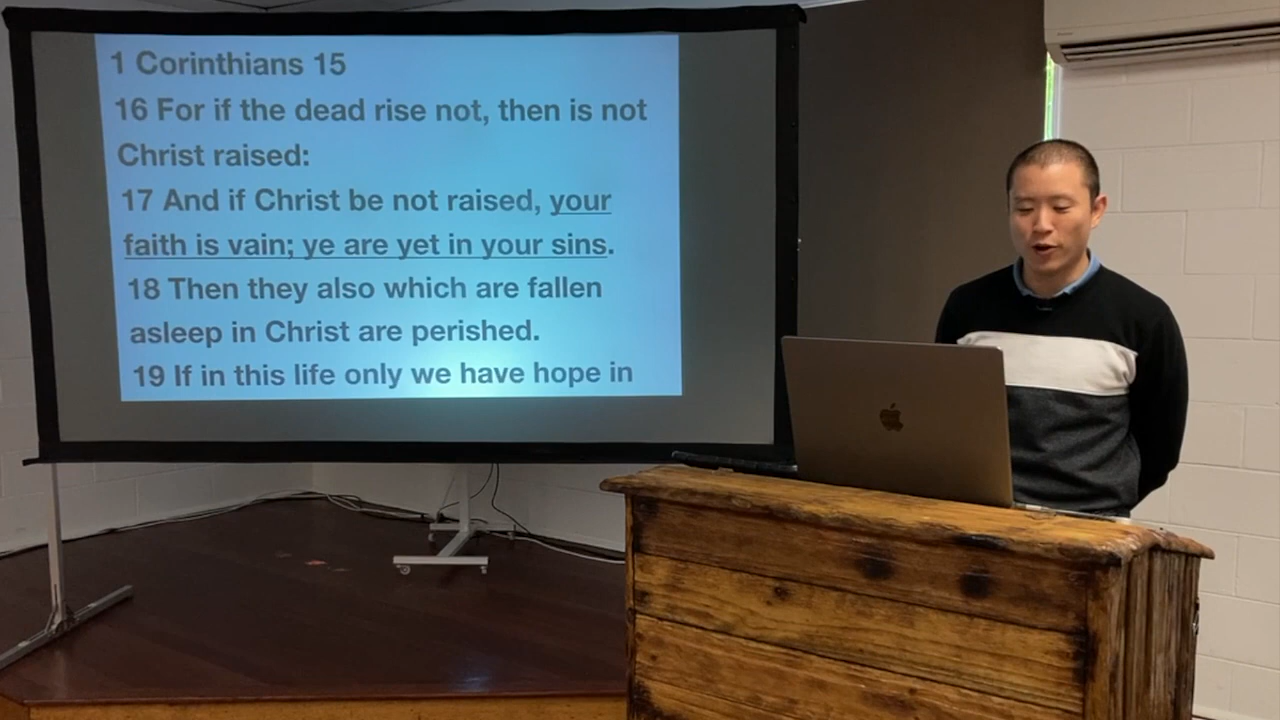 1 Corinthians 15
16 For if the dead rise not, then is not
Christ raised:
17 And if Christ be not raised, your
faith is vain; ye are yet in your sins.
18 Then they also which are fallen
asleep in Christ are perished.
19 If in this life only we have hope in